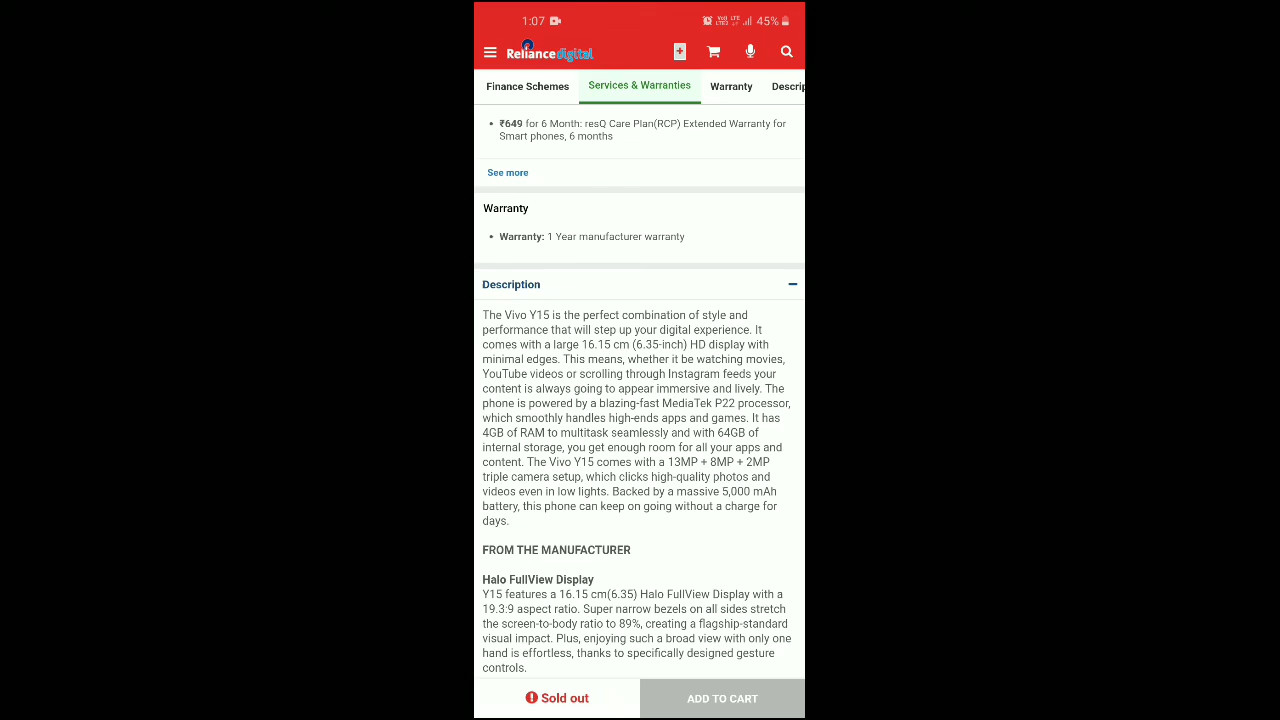 1:07
Vo)) LTE
LTE2
45%
Reliance digital
Finance Schemes
Services & Warranties
Warranty
Descrip
• ₹649 for 6 Month: resQ Care Plan(RCP) Extended Warranty for
Smart phones, 6 months
See more
Warranty
• Warranty: 1 Year manufacturer warranty
Description
The Vivo Y15 is the perfect combination of style and
performance that will step up your digital experience. It
comes with a large 16.15 cm (6.35-inch) HD display with
minimal edges. This means, whether it be watching movies,
YouTube videos or scrolling through Instagram feeds your
content is always going to appear immersive and lively. The
phone is powered by a blazing-fast MediaTek P22 processor,
which smoothly handles high-ends apps and games. It has
4GB of RAM to multitask seamlessly and with 64GB of
internal storage, you get enough room for all your apps and
content. The Vivo Y15 comes with a 13MP + 8MP + 2MP
triple camera setup, which clicks high-quality photos and
videos even in low lights. Backed by a massive 5,000 mAh
battery, this phone can keep on going without a charge for
days.
FROM THE MANUFACTURER
Halo FullView Display
Y15 features a 16.15 cm(6.35) Halo FullView Display with a
19.3:9 aspect ratio. Super narrow bezels on all sides stretch
the screen-to-body ratio to 89%, creating a flagship-standard
visual impact. Plus, enjoying such a broad view with only one
hand is effortless, thanks to specifically designed gesture
controls.
Sold out
ADD TO CART